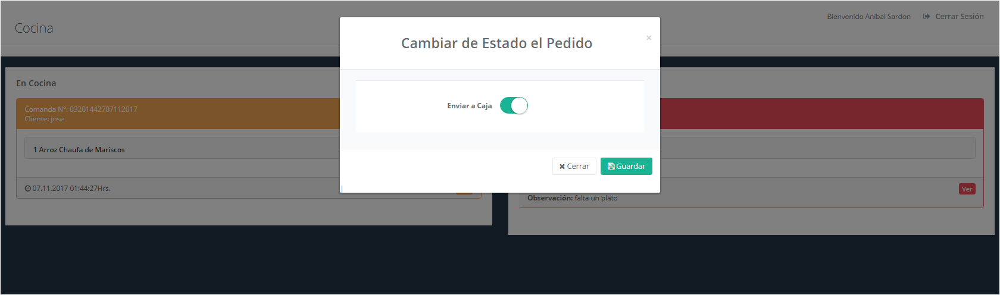 Cocina
Bienvenido Anibal Sardon
Cerrar Sesión
Cambiar de Estado el Pedido
×
Enviar a Caja
Cerrar
Guardar
En Cocina
Comanda N°: 03201442707112017
Cliente: jose
1 Arroz Chaufa de Mariscos
07.11.2017 01:44:27Hrs.
Ver
Observación: falta un plato